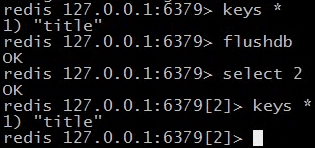 redis 127.0.0.1:6379> keys *
1) "title"
redis 127.0.0.1:6379> flushdb
OK
redis 127.0.0.1:6379> select 2
OK
redis 127.0.0.1:6379[2]> keys *
1) "title"
redis 127.0.0.1:6379[2]>